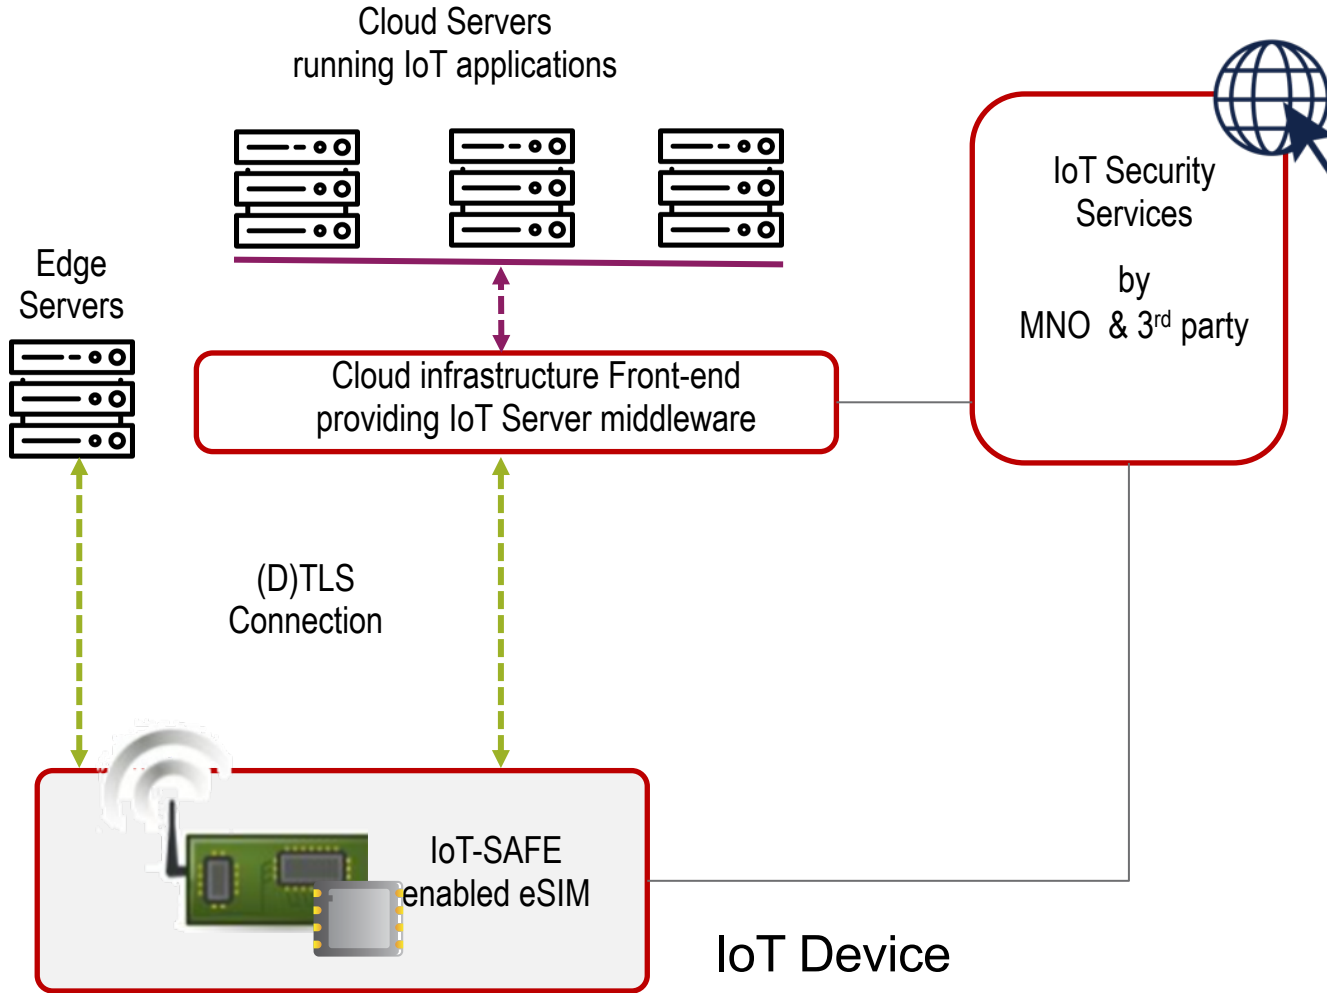 Cloud Servers
running IoT applications
IoT Security
Services
by
MNO & 3rd party
Edge
Servers
Cloud infrastructure Front-end
providing IoT Server middleware
(D)TLS
Connection
IoT-SAFE
enabled eSIM
IoT Device